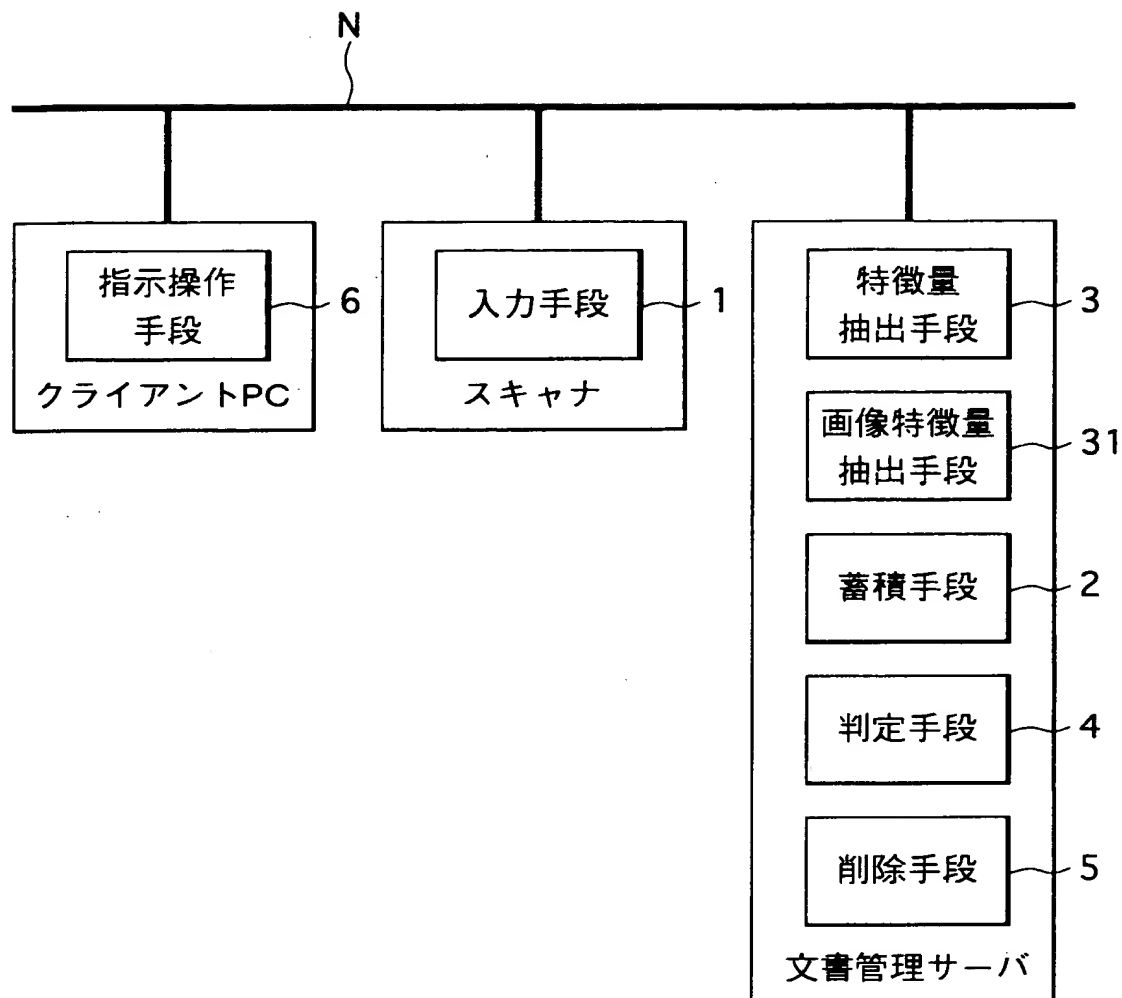 N
指示操作
手段
6
クライアントPC
入力手段
1
スキャナ
特徴量
抽出手段
3
画像特徴量
抽出手段
31
蓄積手段
2
判定手段
4
削除手段
5
文書管理サーバ